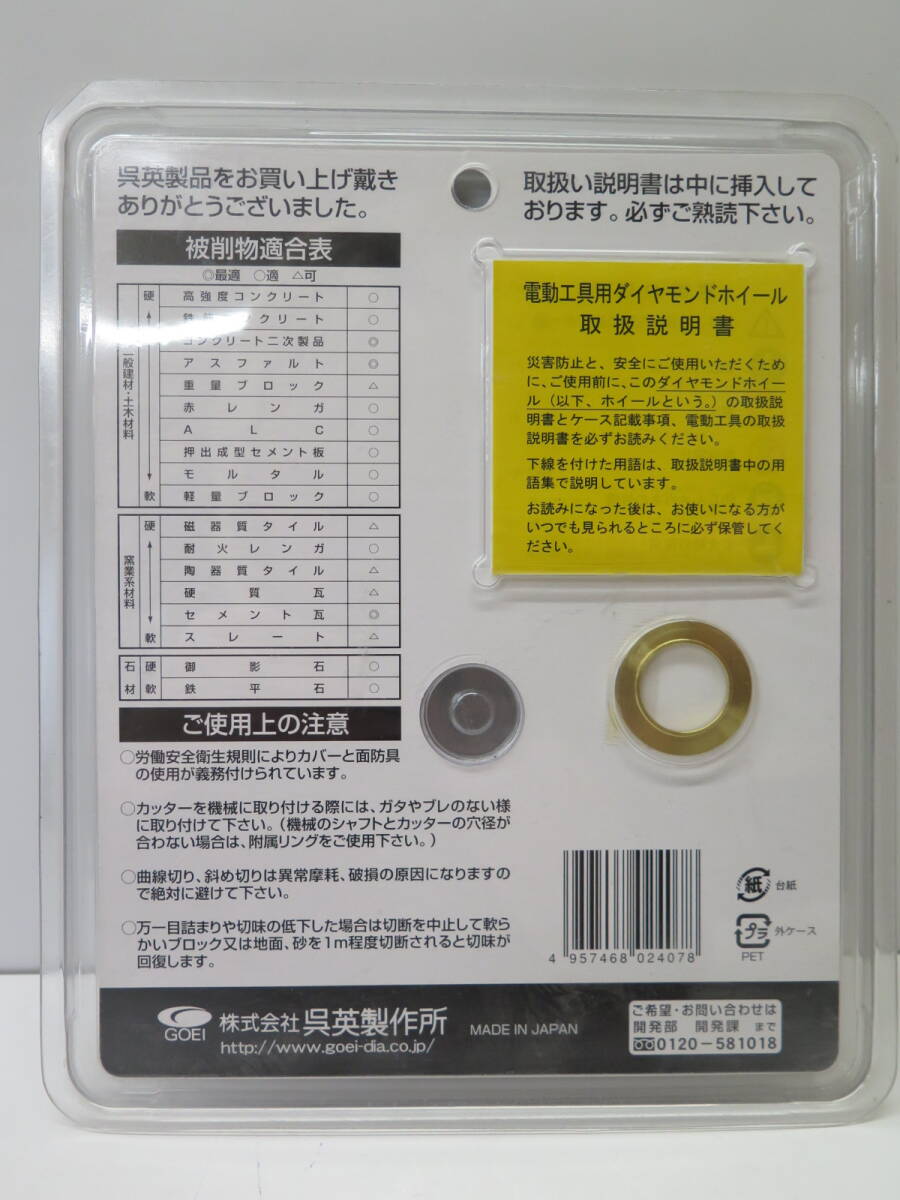 呉英製品をお買い上げ戴き
ありがとうございました。
取扱い説明書は中に挿入して
おります。必ずご熟読下さい。
被削物適合表
◎最適 ○適 △可
般建材・土木材料
硬
軟
高強度コンクリート ○
クリート ○
コンクリート二次製品 ◎
アスファルト ◎
重量ブロック △
赤レンガ ○
ALC ○
押出成型セメント板 ○
モルタル ○
軽量ブロック ○
窯業系材料
硬
軟
磁器質タイル △
耐火レンガ ○
陶器質タイル △
硬質瓦 △
セメント瓦 ◎
スレート △
石材
硬 御影石 ○
軟 鉄平石 ○
電動工具用ダイヤモンドホイール
取扱説明書
災害防止と、安全にご使用いただくため
に、ご使用前に、このダイヤモンドホイー
ル（以下、ホイールという。）の取扱説
明書とケース記載事項、電動工具の取扱
説明書を必ずお読みください。
下線を付けた用語は、取扱説明書中の用
語集で説明しています。
お読みになった後は、お使いになる方が
いつでも見られるところに必ず保管してく
ださい。
ご使用上の注意
○労働安全衛生規則によりカバーと面防具
の使用が義務付けられています。
○カッターを機械に取り付ける際には、ガタやブレのない様
に取り付けて下さい。（機械のシャフトとカッターの穴径が
合わない場合は、附属リングをご使用下さい。）
○曲線切り、斜め切りは異常摩耗、破損の原因になりますの
で絶対に避けて下さい。
○万一目詰まりや切味の低下した場合は切断を中止して軟ら
かいブロック又は地面、砂を1m程度切断されると切味が
回復します。
4 957468 024078
紙 台紙
プラ 外ケース
PET
GOEI 株式会社 呉英製作所
http://www.goei-dia.co.jp/
MADE IN JAPAN
ご希望・お問い合わせは
開発部 開発課 まで
0120-581018